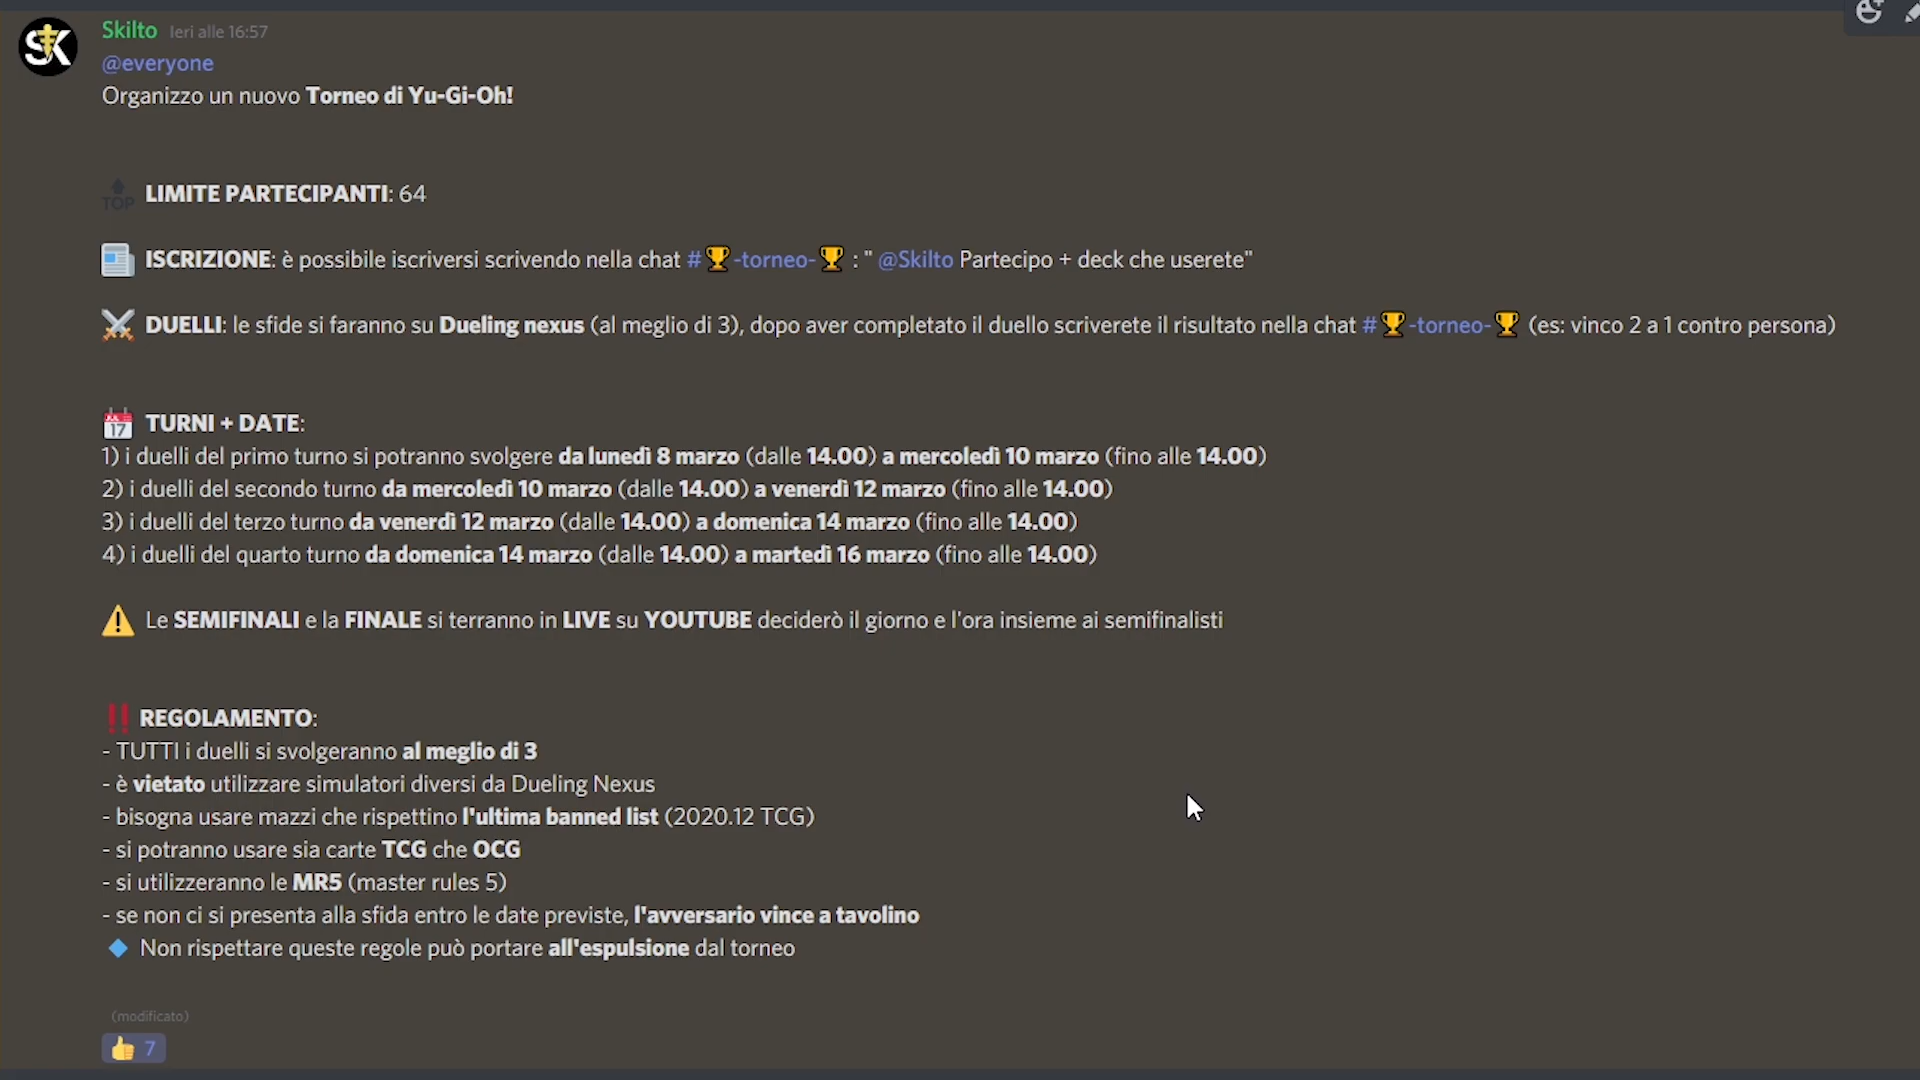 SK
Skilto Ieri alle 16:57
@everyone
Organizzo un nuovo Torneo di Yu-Gi-Oh!
TOP LIMITE PARTECIPANTI: 64
ISCRIZIONE: è possibile iscriversi scrivendo nella chat #🏆-torneo-🏆 : " @Skilto Partecipo + deck che userete"
DUELLI: le sfide si faranno su Dueling nexus (al meglio di 3), dopo aver completato il duello scriverete il risultato nella chat #🏆-torneo-🏆 (es: vinco 2 a 1 contro persona)
17 TURNI + DATE:
1) i duelli del primo turno si potranno svolgere da lunedì 8 marzo (dalle 14.00) a mercoledì 10 marzo (fino alle 14.00)
2) i duelli del secondo turno da mercoledì 10 marzo (dalle 14.00) a venerdì 12 marzo (fino alle 14.00)
3) i duelli del terzo turno da venerdì 12 marzo (dalle 14.00) a domenica 14 marzo (fino alle 14.00)
4) i duelli del quarto turno da domenica 14 marzo (dalle 14.00) a martedì 16 marzo (fino alle 14.00)
⚠️ Le SEMIFINALI e la FINALE si terranno in LIVE su YOUTUBE deciderò il giorno e l'ora insieme ai semifinalisti
‼️ REGOLAMENTO:
- TUTTI i duelli si svolgeranno al meglio di 3
- è vietato utilizzare simulatori diversi da Dueling Nexus
- bisogna usare mazzi che rispettino l'ultima banned list (2020.12 TCG)
- si potranno usare sia carte TCG che OCG
- si utilizzeranno le MR5 (master rules 5)
- se non ci si presenta alla sfida entro le date previste, l'avversario vince a tavolino
🔹 Non rispettare queste regole può portare all'espulsione dal torneo
(modificato)
👍 7